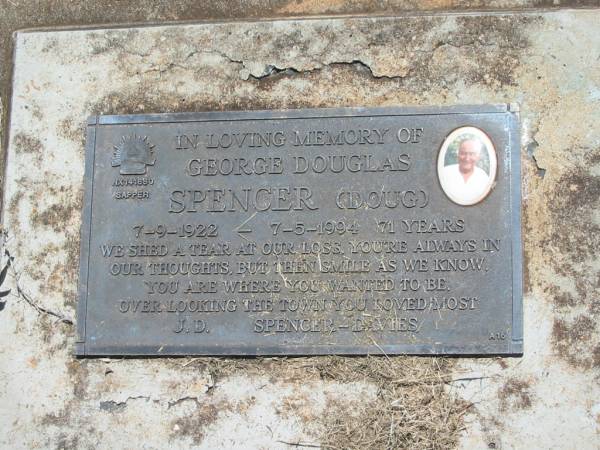 IN LOVING MEMORY OF
GEORGE DOUGLAS
NX141880
SAPPER
SPENCER (DOUG)
7-9-1922 - 7-5-1994 71 YEARS
WE SHED A TEAR AT OUR LOSS, YOU'RE ALWAYS IN
OUR THOUGHTS, BUT THEN SMILE AS WE KNOW,
YOU ARE WHERE YOU WANTED TO BE,
OVER LOOKING THE TOWN YOU LOVED MOST
J. D. SPENCER-DAVIES
A16